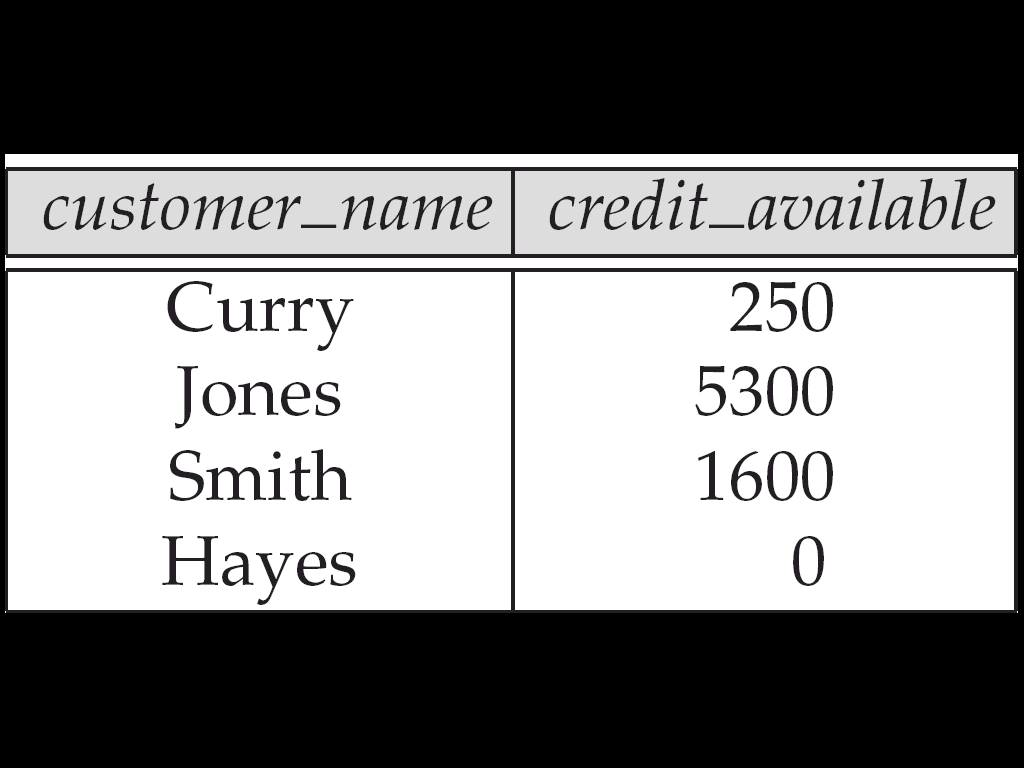 customer_name credit_available
Curry 250
Jones 5300
Smith 1600
Hayes 0